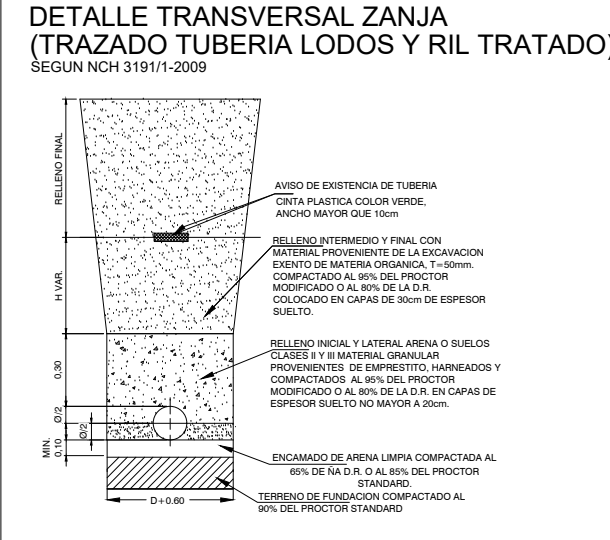 DETALLE TRANSVERSAL ZANJA
(TRAZADO TUBERIA LODOS Y RIL TRATADO)
SEGUN NCH 3191/1-2009
RELLENO FINAL
AVISO DE EXISTENCIA DE TUBERIA
CINTA PLASTICA COLOR VERDE,
ANCHO MAYOR QUE 10cm
H VAR.
RELLENO INTERMEDIO Y FINAL CON
MATERIAL PROVENIENTE DE LA EXCAVACION
EXENTO DE MATERIA ORGANICA, T=50mm.
COMPACTADO AL 95% DEL PROCTOR
MODIFICADO O AL 80% DE LA D.R.
COLOCADO EN CAPAS DE 30cm DE ESPESOR
SUELTO.
0,30
RELLENO INICIAL Y LATERAL ARENA O SUELOS
CLASES II Y III MATERIAL GRANULAR
PROVENIENTES DE EMPRESTITO, HARNEADOS Y
COMPACTADOS AL 95% DEL PROCTOR
MODIFICADO O AL 80% DE LA D.R. EN CAPAS DE
ESPESOR SUELTO NO MAYOR A 20cm.
Ø/2
Ø/2
MIN.
0,10
ENCAMADO DE ARENA LIMPIA COMPACTADA AL
65% DE ÑA D.R. O AL 85% DEL PROCTOR
STANDARD.
D+0.60
TERRENO DE FUNDACION COMPACTADO AL
90% DEL PROCTOR STANDARD